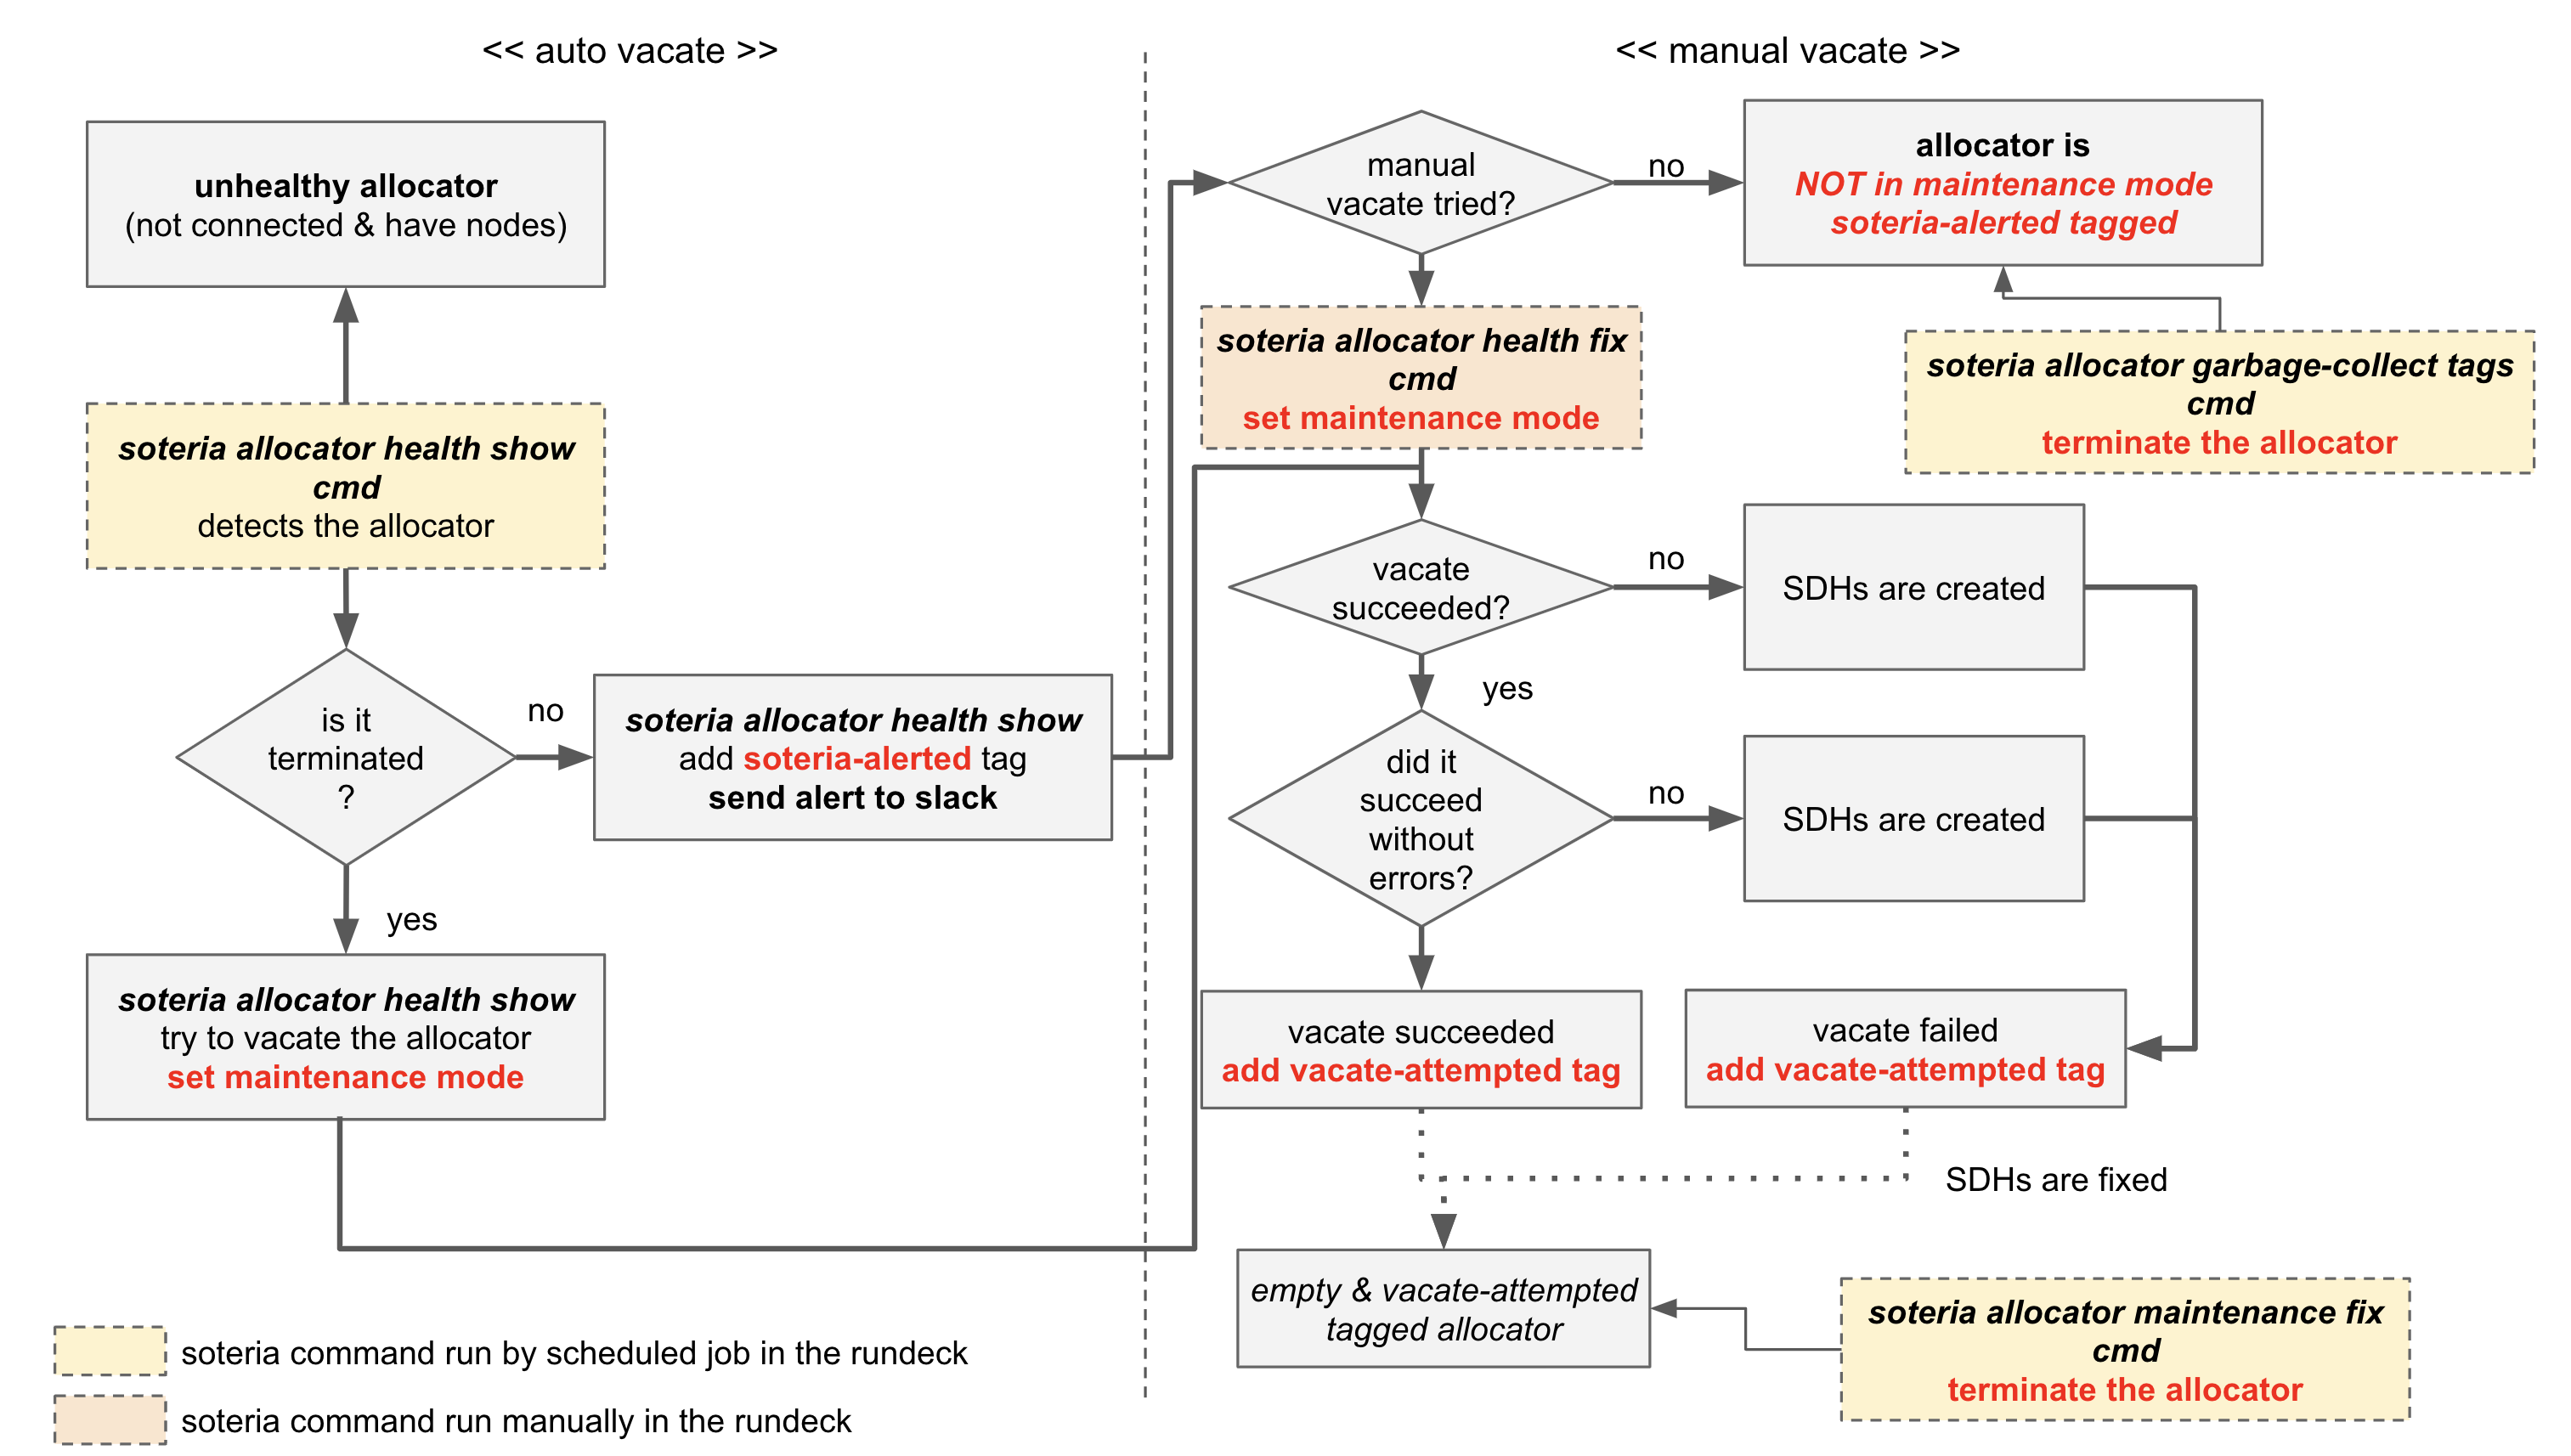 << auto vacate >>
unhealthy allocator
(not connected & have nodes)
soteria allocator health show
cmd
detects the allocator
is it
terminated
?
no
soteria allocator health show
add soteria-alerted tag
send alert to slack
yes
soteria allocator health show
try to vacate the allocator
set maintenance mode
soteria command run by scheduled job in the rundeck
soteria command run manually in the rundeck
<< manual vacate >>
manual
vacate tried?
no
allocator is
NOT in maintenance mode
soteria-alerted tagged
soteria allocator garbage-collect tags
cmd
terminate the allocator
soteria allocator health fix
cmd
set maintenance mode
vacate
succeeded?
no
SDHs are created
yes
did it
succeed
without
errors?
no
SDHs are created
vacate succeeded
add vacate-attempted tag
vacate failed
add vacate-attempted tag
SDHs are fixed
empty & vacate-attempted
tagged allocator
soteria allocator maintenance fix
cmd
terminate the allocator